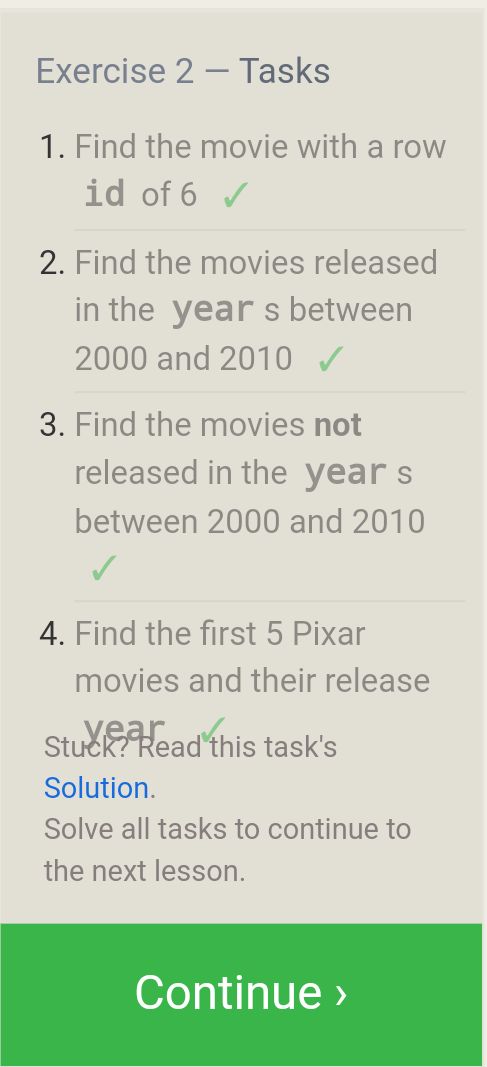 Exercise 2 — Tasks
1. Find the movie with a row
id of 6 ✓
2. Find the movies released
in the year s between
2000 and 2010 ✓
3. Find the movies not
released in the year s
between 2000 and 2010
✓
4. Find the first 5 Pixar
movies and their release
year ✓
Stuck? Read this task's
Solution.
Solve all tasks to continue to
the next lesson.
Continue ›